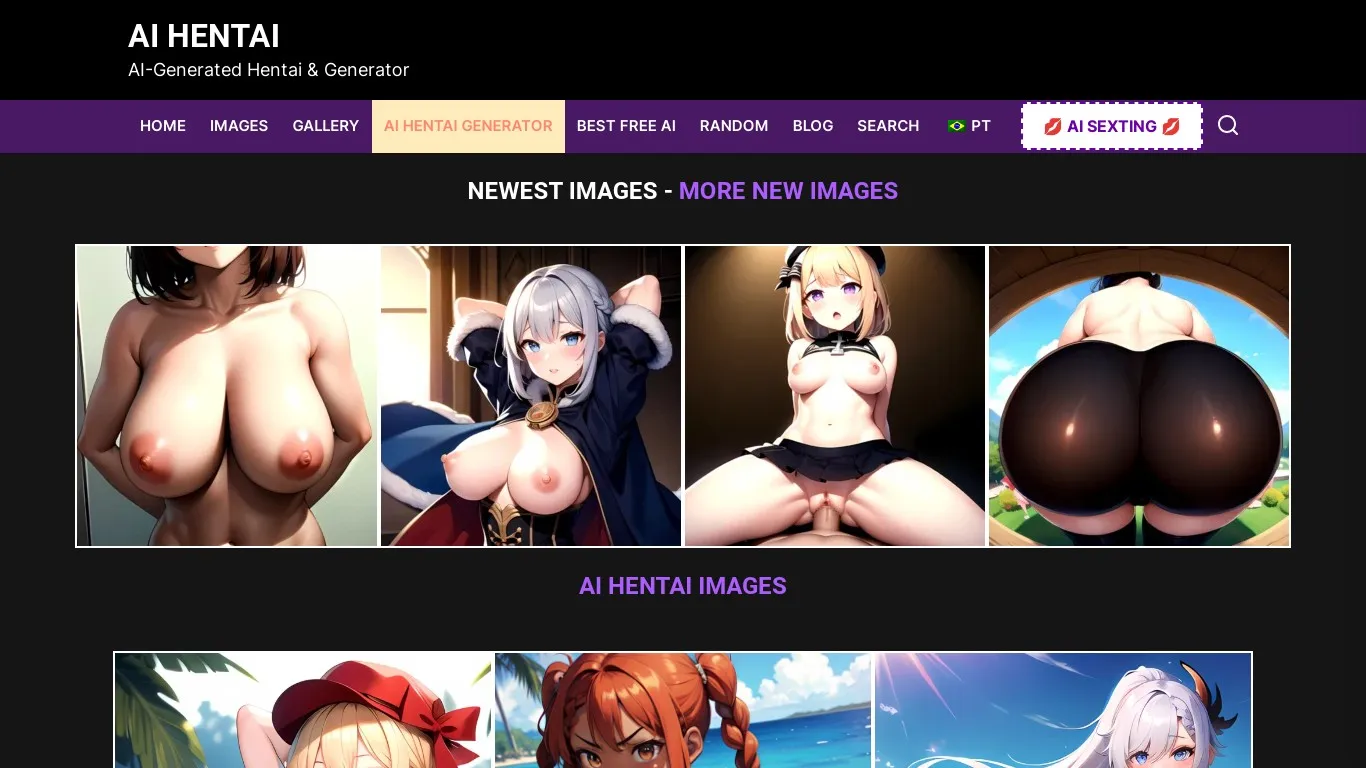 AI HENTAI
AI-Generated Hentai & Generator
HOME IMAGES GALLERY AI HENTAI GENERATOR BEST FREE AI RANDOM BLOG SEARCH 🇧🇷 PT 💋 AI SEXTING 💋
NEWEST IMAGES - MORE NEW IMAGES
AI HENTAI IMAGES